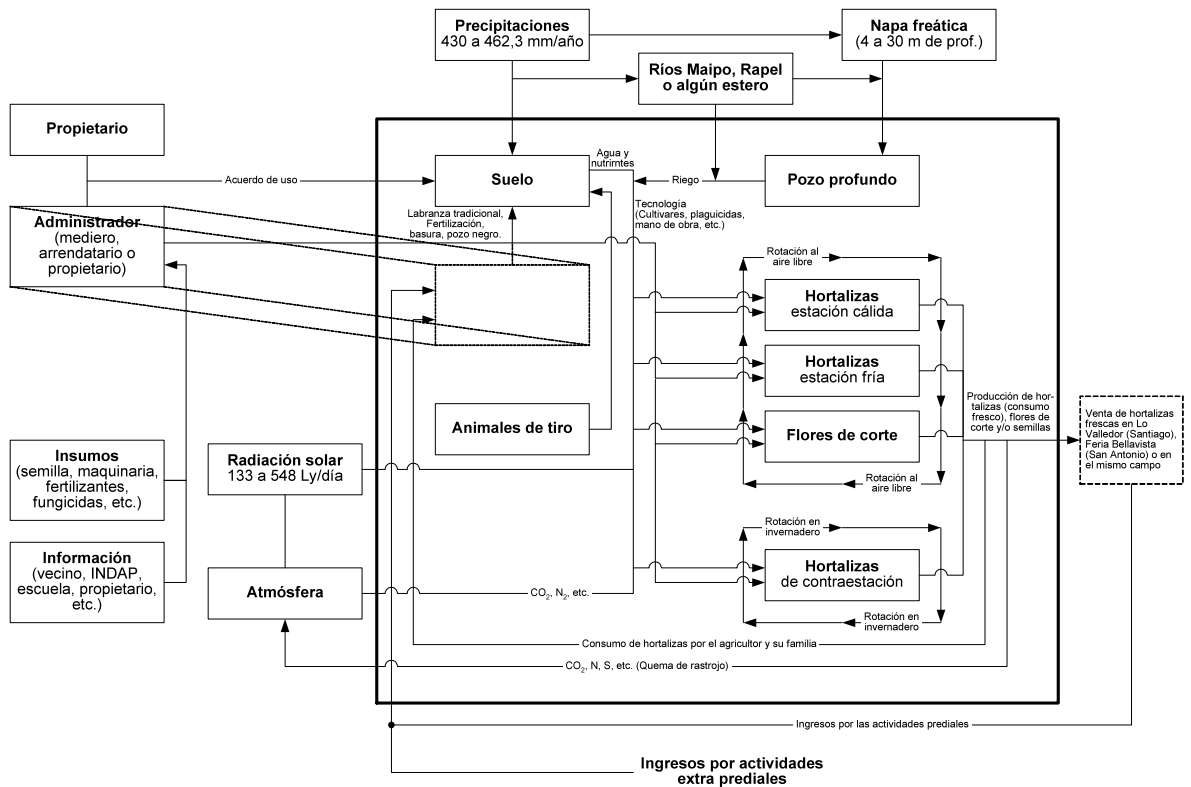 Precipitaciones
430 a 462,3 mm/año
Napa freática
(4 a 30 m de prof.)
Ríos Maipo, Rapel
o algún estero
Propietario
Acuerdo de uso
Suelo
Agua y
nutrirntes
Riego
Pozo profundo
Tecnología
(Cultivares, plaguicidas,
mano de obra, etc.)
Labranza tradicional,
Fertilización,
basura, pozo negro.
Administrador
(mediero,
arrendatario o
propietario)
Rotación al
aire libre
Hortalizas
estación cálida
Hortalizas
estación fría
Flores de corte
Rotación al
aire libre
Animales de tiro
Producción de hor-
talizas (consumo
fresco), flores de
corte y/o semillas
Venta de hortalizas
frescas en Lo
Valledor (Santiago),
Feria Bellavista
(San Antonio) o en
el mismo campo
Insumos
(semilla, maquinaria,
fertilizantes,
fungicidas, etc.)
Radiación solar
133 a 548 Ly/día
Información
(vecino, INDAP,
escuela, propietario,
etc.)
Atmósfera
CO2, N2, etc.
Rotación en
invernadero
Hortalizas
de contraestación
Rotación en
invernadero
Consumo de hortalizas por el agricultor y su familia
CO2, N, S, etc. (Quema de rastrojo)
Ingresos por las actividades prediales
Ingresos por actividades
extra prediales